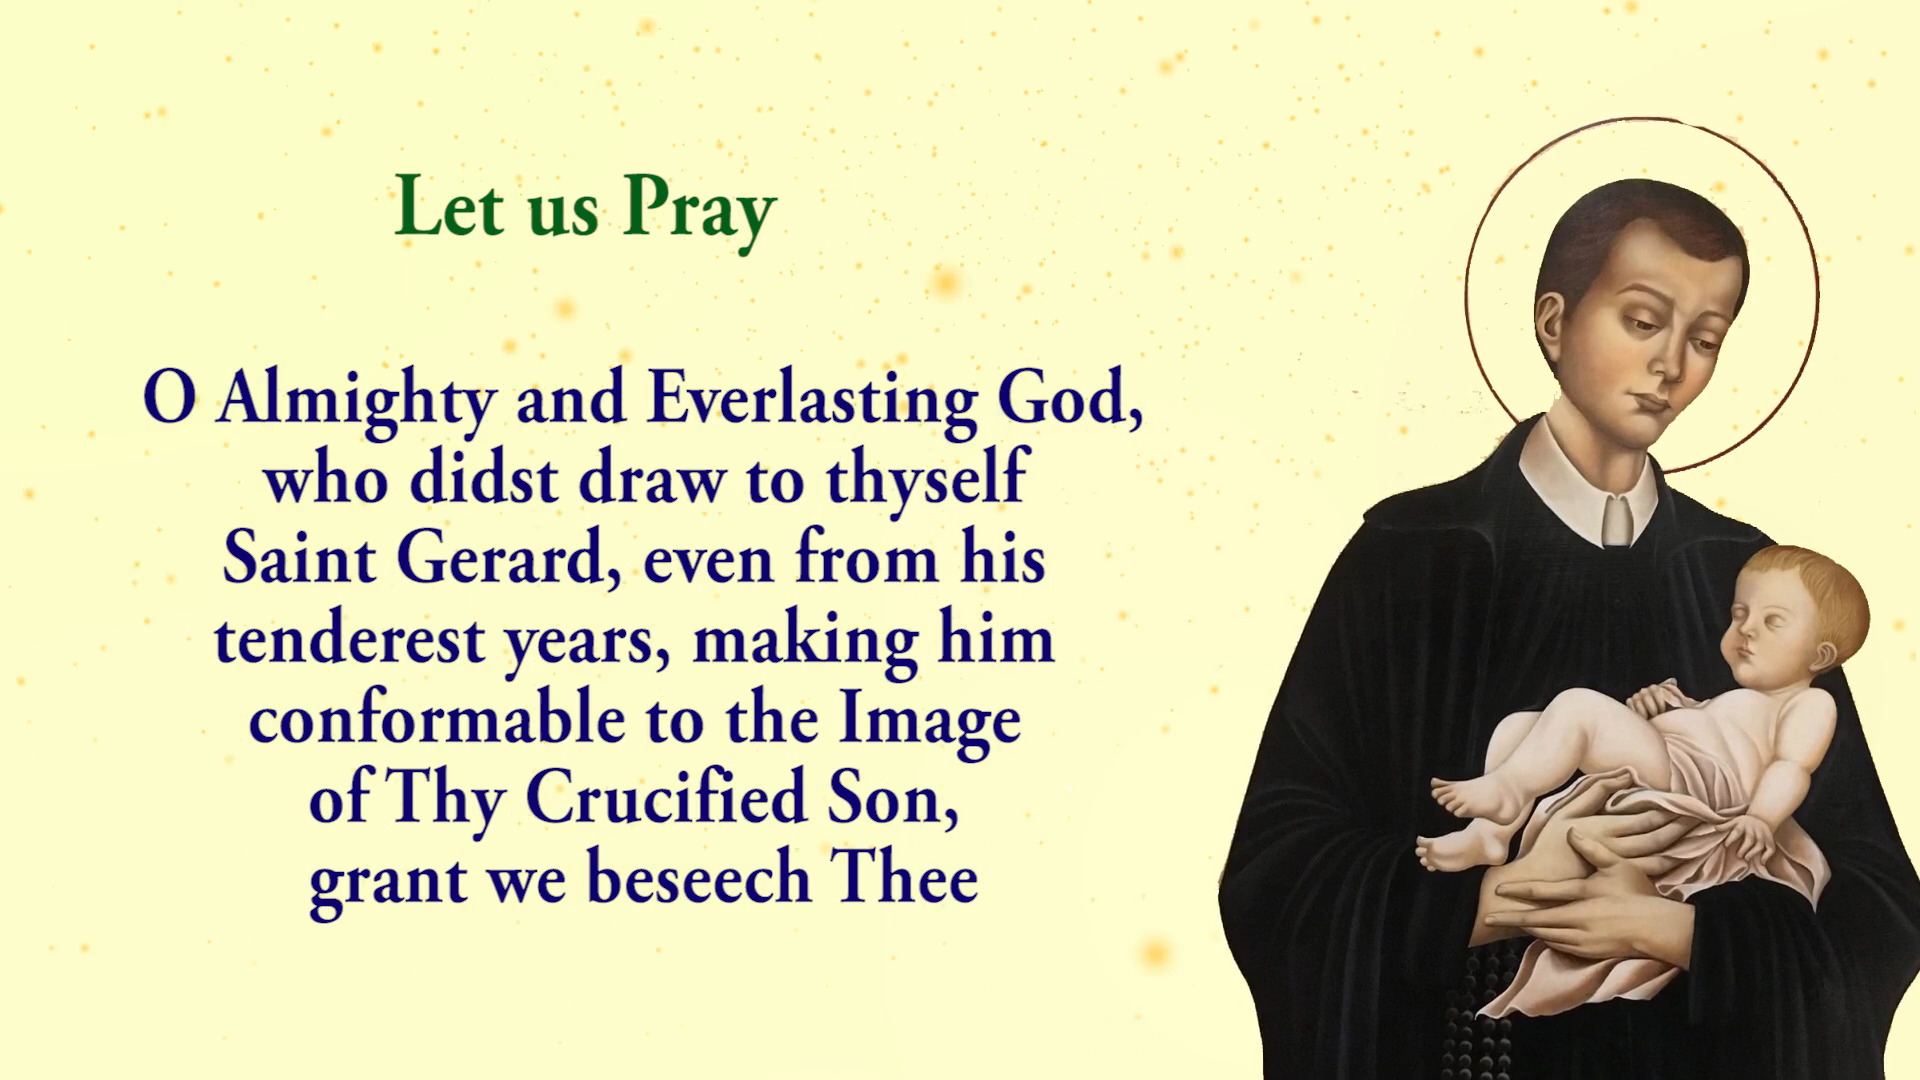 Let us Pray
O Almighty and Everlasting God,
who didst draw to thyself
Saint Gerard, even from his
tenderest years, making him
conformable to the Image
of Thy Crucified Son,
grant we beseech Thee